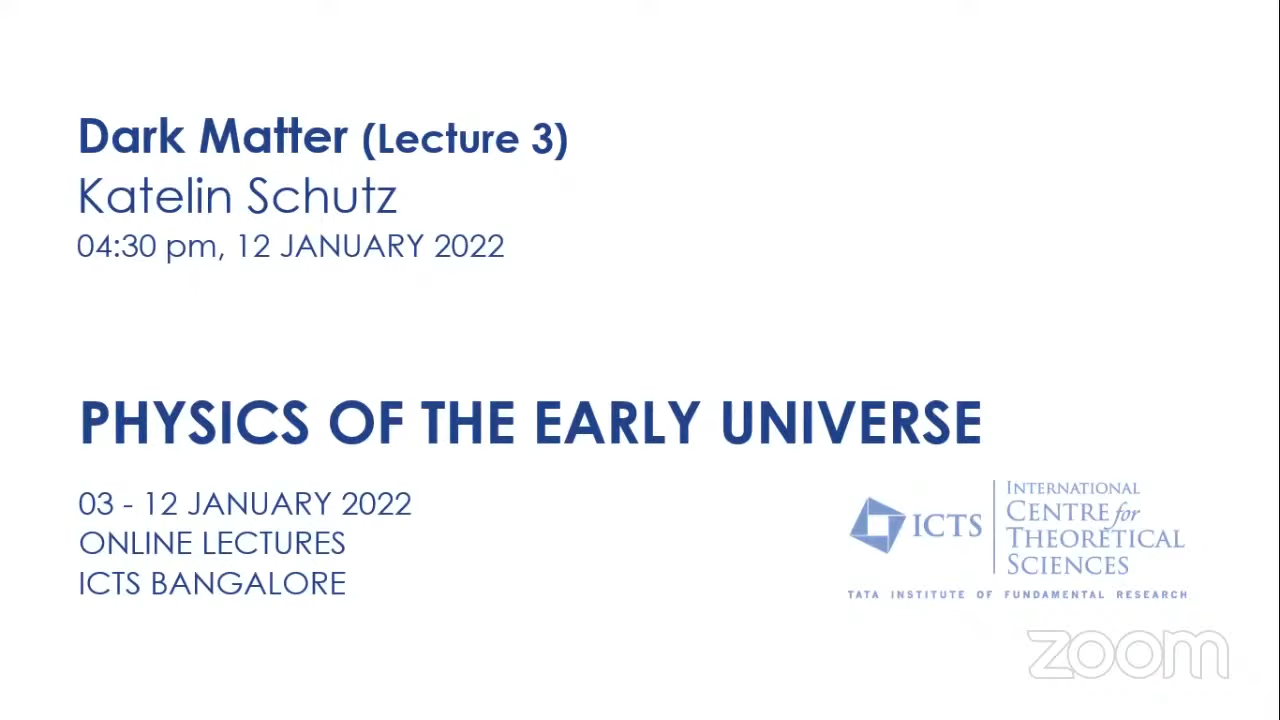 Dark Matter (Lecture 3)
Katelin Schutz
04:30 pm, 12 JANUARY 2022
PHYSICS OF THE EARLY UNIVERSE
03 - 12 JANUARY 2022
ONLINE LECTURES
ICTS BANGALORE
ICTS
INTERNATIONAL
CENTRE for
THEORETICAL
SCIENCES
TATA INSTITUTE OF FUNDAMENTAL RESEARCH
zoom